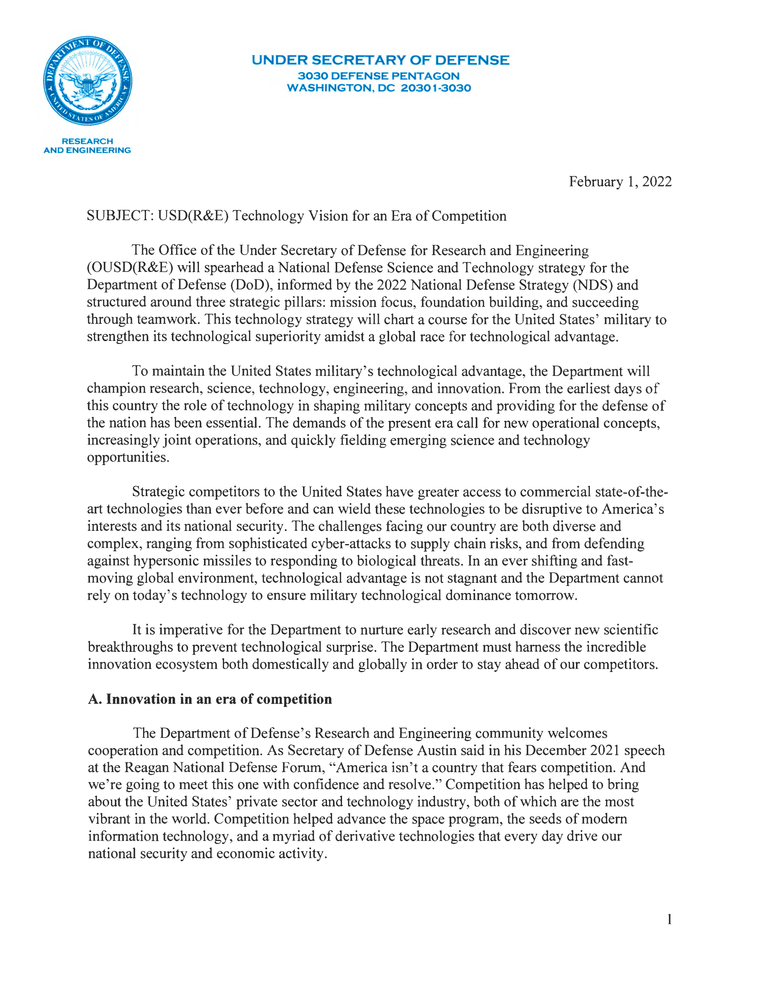 DEPARTMENT OF DEFENSE
UNITED STATES OF AMERICA
RESEARCH
AND ENGINEERING
UNDER SECRETARY OF DEFENSE
3030 DEFENSE PENTAGON
WASHINGTON, DC 20301-3030
February 1, 2022
SUBJECT: USD(R&E) Technology Vision for an Era of Competition
The Office of the Under Secretary of Defense for Research and Engineering
(OUSD(R&E) will spearhead a National Defense Science and Technology strategy for the
Department of Defense (DoD), informed by the 2022 National Defense Strategy (NDS) and
structured around three strategic pillars: mission focus, foundation building, and succeeding
through teamwork. This technology strategy will chart a course for the United States' military to
strengthen its technological superiority amidst a global race for technological advantage.
To maintain the United States military's technological advantage, the Department will
champion research, science, technology, engineering, and innovation. From the earliest days of
this country the role of technology in shaping military concepts and providing for the defense of
the nation has been essential. The demands of the present era call for new operational concepts,
increasingly joint operations, and quickly fielding emerging science and technology
opportunities.
Strategic competitors to the United States have greater access to commercial state-of-the-
art technologies than ever before and can wield these technologies to be disruptive to America's
interests and its national security. The challenges facing our country are both diverse and
complex, ranging from sophisticated cyber-attacks to supply chain risks, and from defending
against hypersonic missiles to responding to biological threats. In an ever shifting and fast-
moving global environment, technological advantage is not stagnant and the Department cannot
rely on today's technology to ensure military technological dominance tomorrow.
It is imperative for the Department to nurture early research and discover new scientific
breakthroughs to prevent technological surprise. The Department must harness the incredible
innovation ecosystem both domestically and globally in order to stay ahead of our competitors.
A. Innovation in an era of competition
The Department of Defense's Research and Engineering community welcomes
cooperation and competition. As Secretary of Defense Austin said in his December 2021 speech
at the Reagan National Defense Forum, “America isn't a country that fears competition. And
we're going to meet this one with confidence and resolve.” Competition has helped to bring
about the United States' private sector and technology industry, both of which are the most
vibrant in the world. Competition helped advance the space program, the seeds of modern
information technology, and a myriad of derivative technologies that every day drive our
national security and economic activity.
1